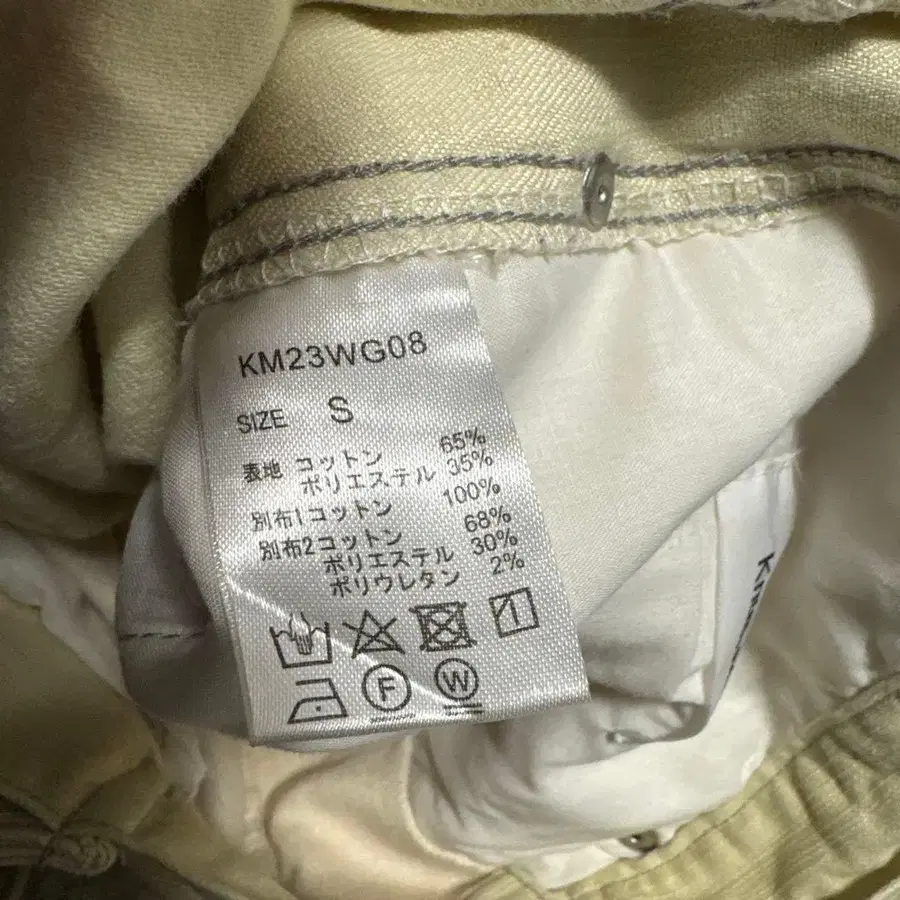 KM23WG08
SIZE S
表地 コットン 65%
ポリエステル 35%
別布1コットン 100%
別布2コットン 68%
ポリエステル 30%
ポリウレタン 2%
F W